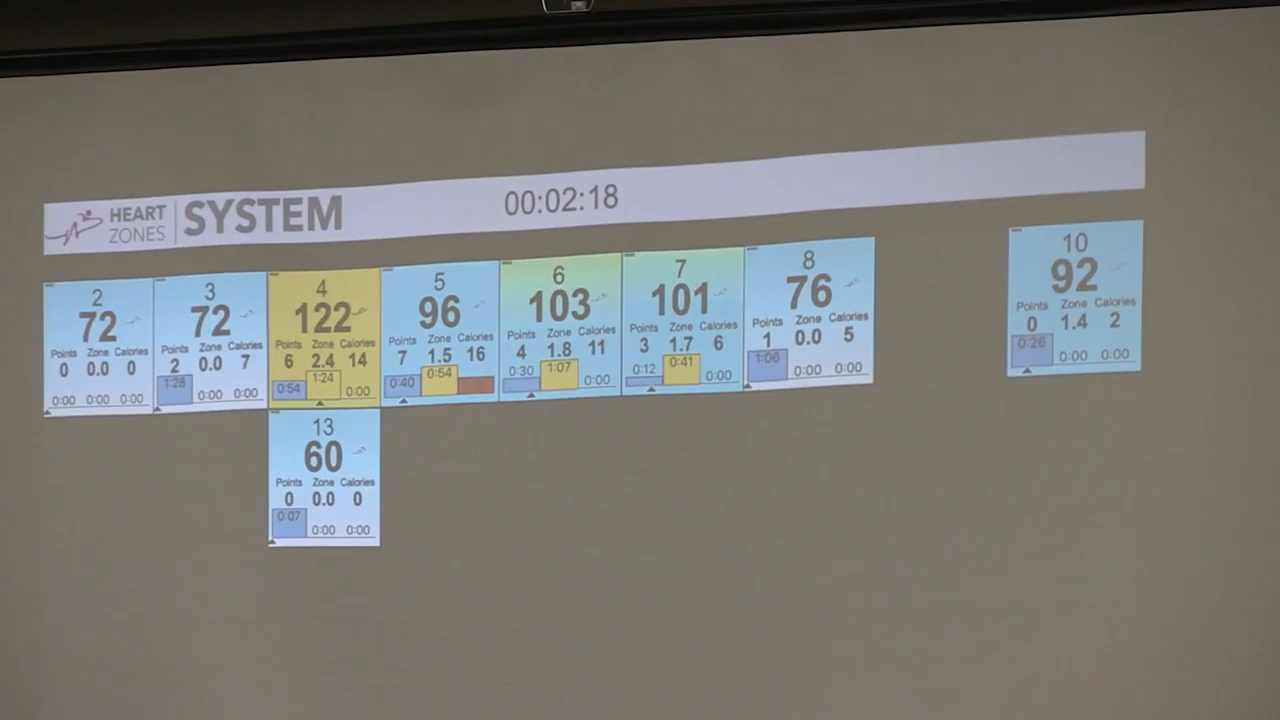 HEART
ZONES
SYSTEM
00:02:18
2
72
Points Zone Calories
0 0.0 0
0:00 0:00 0:00
3
72
Points Zone Calories
2 0.0 7
1:28 0:00 0:00
4
122
Points Zone Calories
6 2.4 14
0:54 1:24 0:00
5
96
Points Zone Calories
7 1.5 16
0:40 0:54
6
103
Points Zone Calories
4 1.8 11
0:30 1:07 0:00
7
101
Points Zone Calories
3 1.7 6
0:12 0:41 0:00
8
76
Points Zone Calories
1 0.0 5
1:06 0:00 0:00
10
92
Points Zone Calories
0 1.4 2
0:26 0:00 0:00
13
60
Points Zone Calories
0 0.0 0
0:07 0:00 0:00